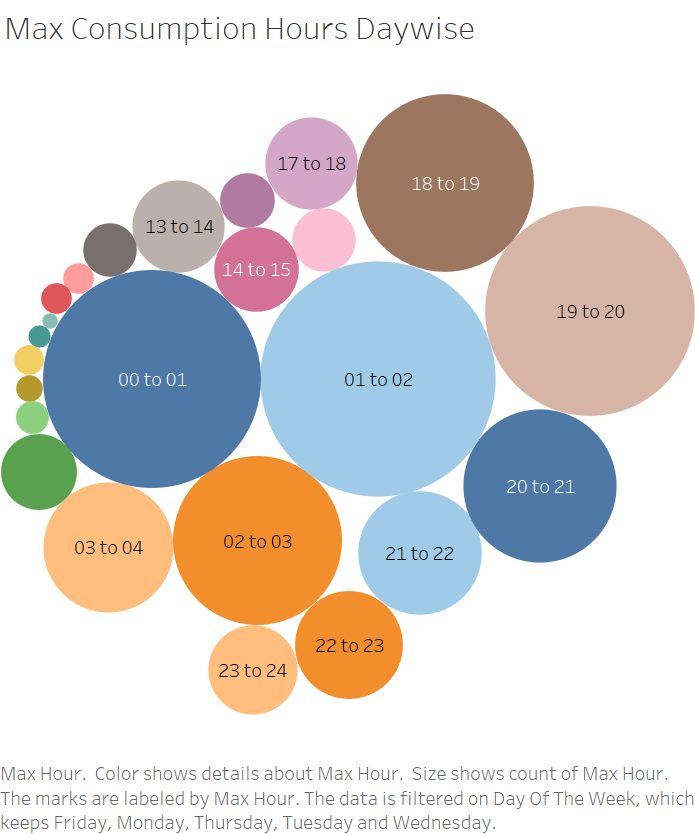 Max Consumption Hours Daywise
17 to 18
18 to 19
13 to 14
14 to 15
19 to 20
00 to 01
01 to 02
20 to 21
03 to 04
02 to 03
21 to 22
22 to 23
23 to 24
Max Hour.  Color shows details about Max Hour.  Size shows count of Max Hour.
The marks are labeled by Max Hour. The data is filtered on Day Of The Week, which
keeps Friday, Monday, Thursday, Tuesday and Wednesday.